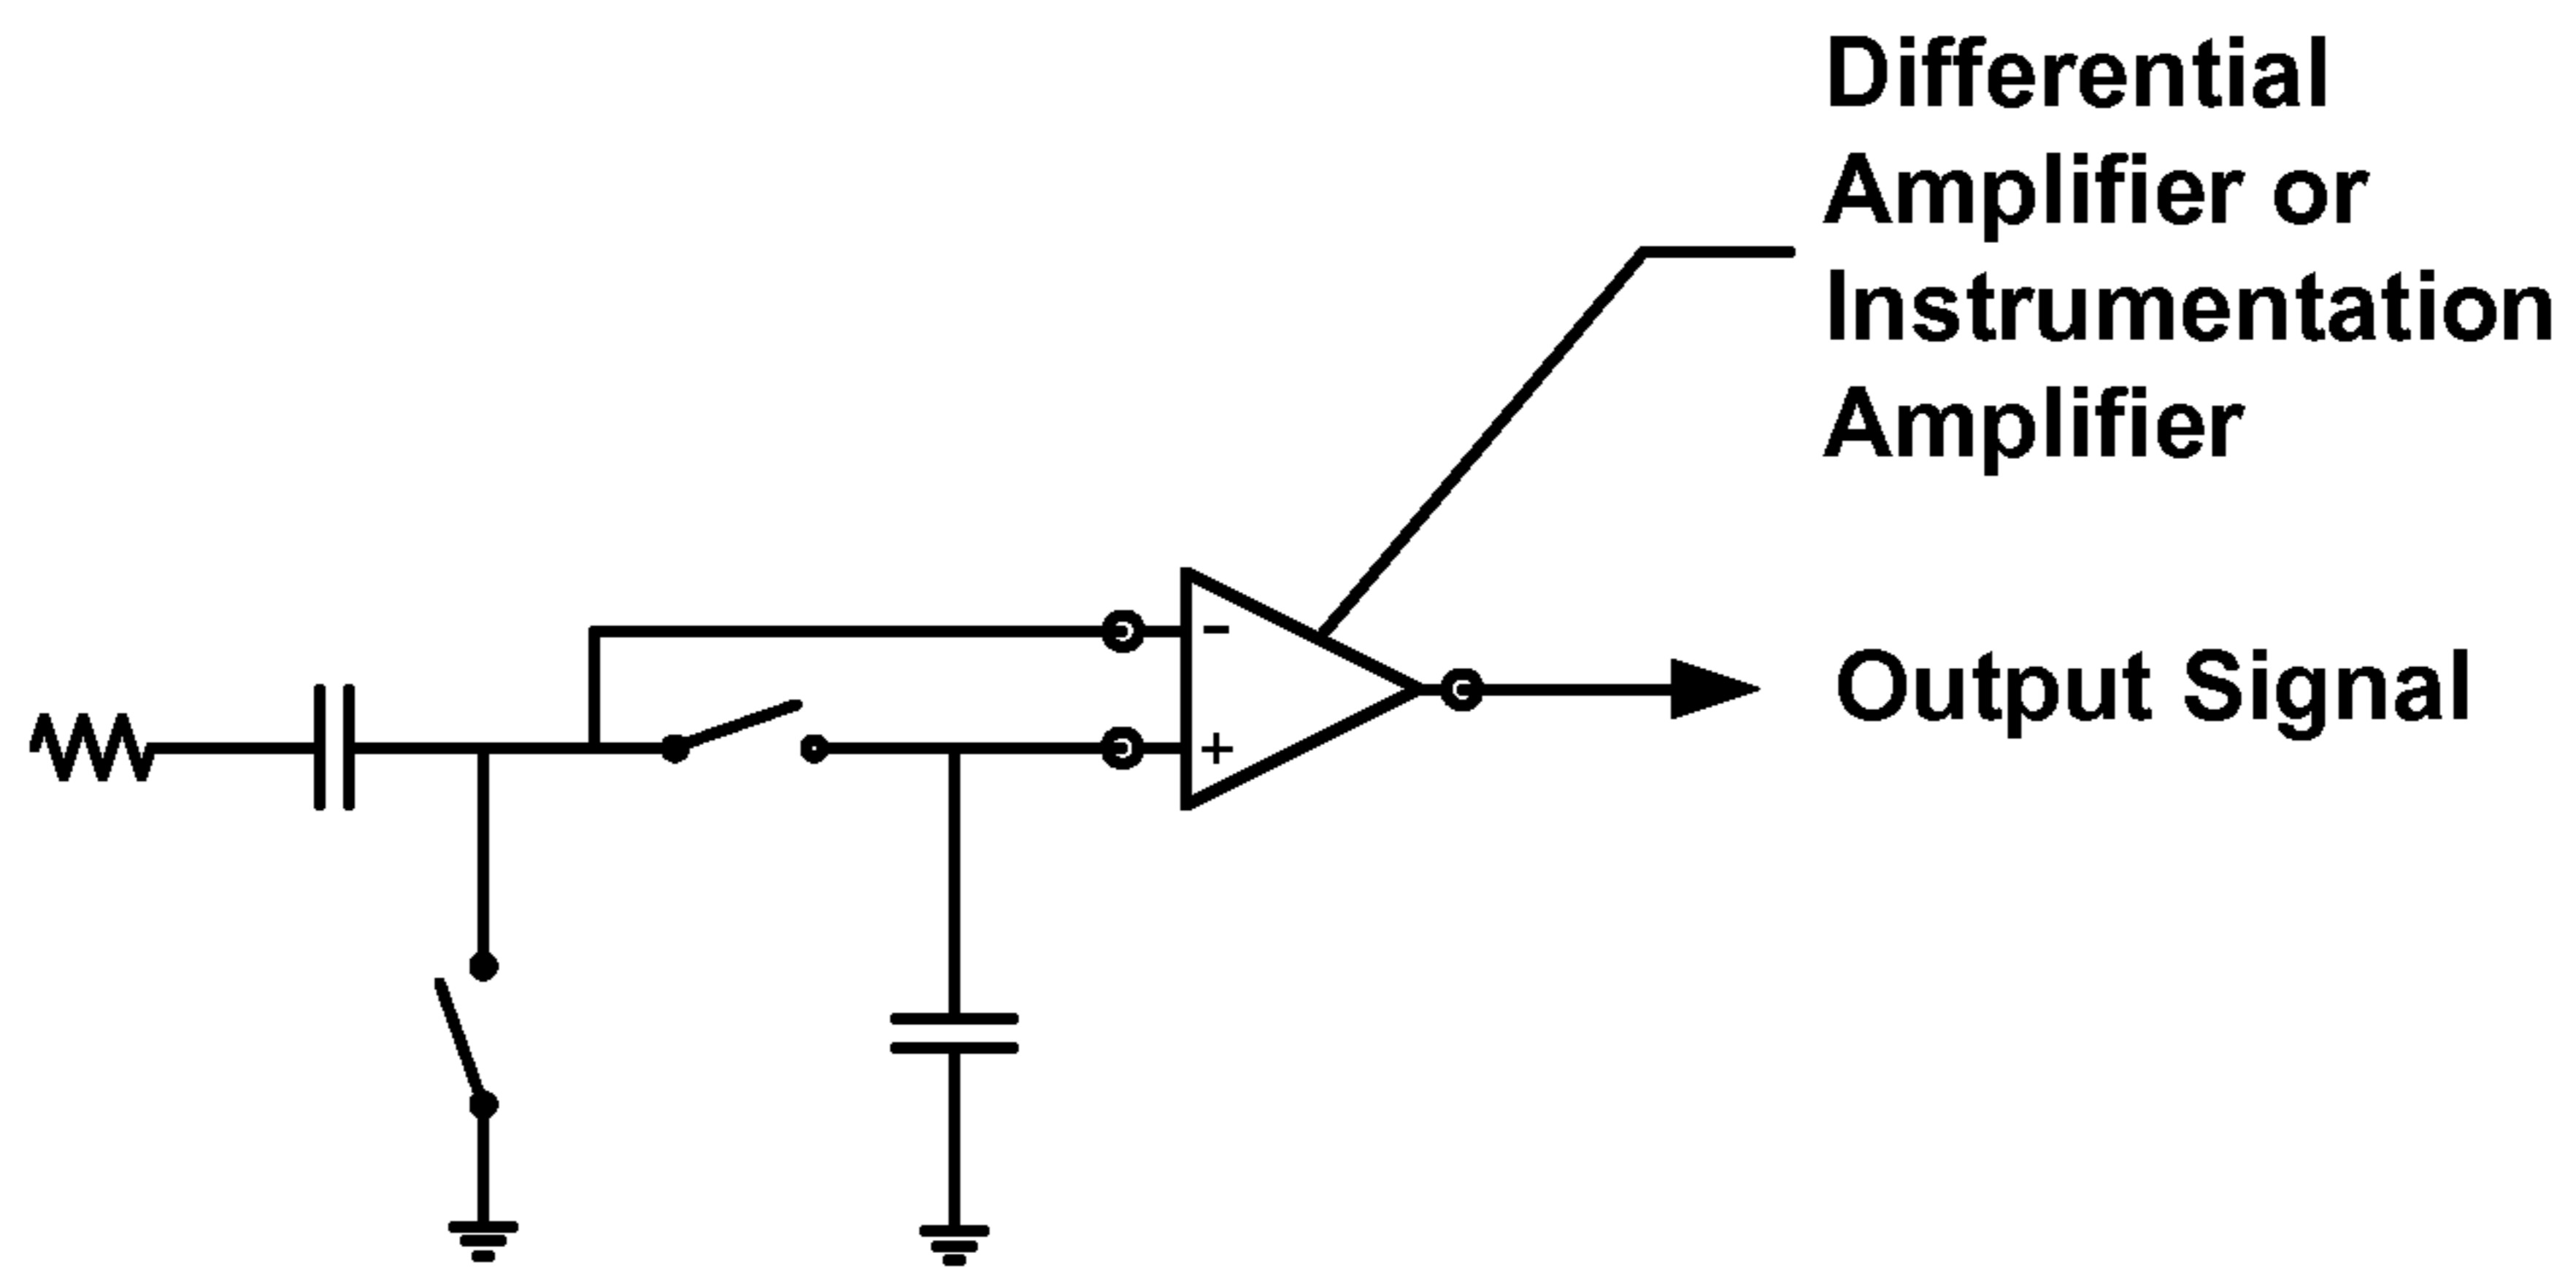 Differential
Amplifier or
Instrumentation
Amplifier
-
+
Output Signal